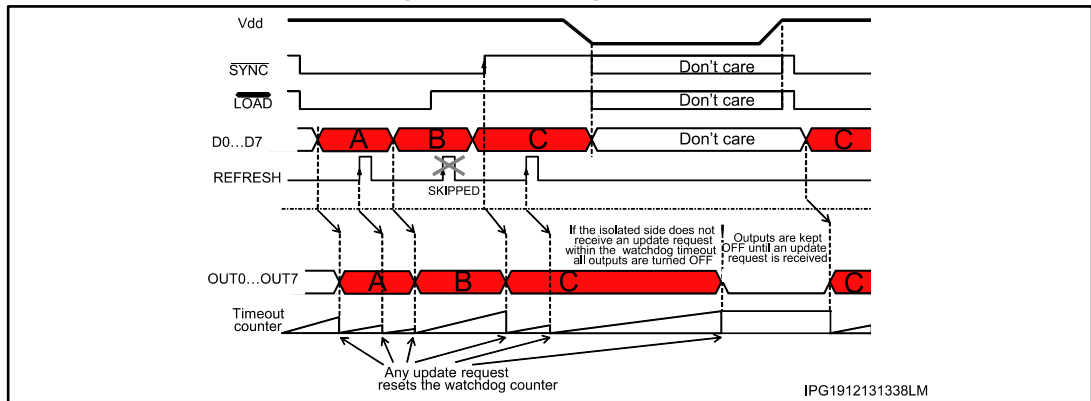 Vdd
SYNC
Don't care
LOAD
Don't care
D0...D7
A
B
C
Don't care
C
REFRESH
SKIPPED
If the isolated side does not
receive an update request
within the watchdog timeout
all outputs are turned OFF
Outputs are kept
OFF until an update
request is received
OUT0...OUT7
A
B
C
C
Timeout
counter
Any update request
resets the watchdog counter
IPG1912131338LM